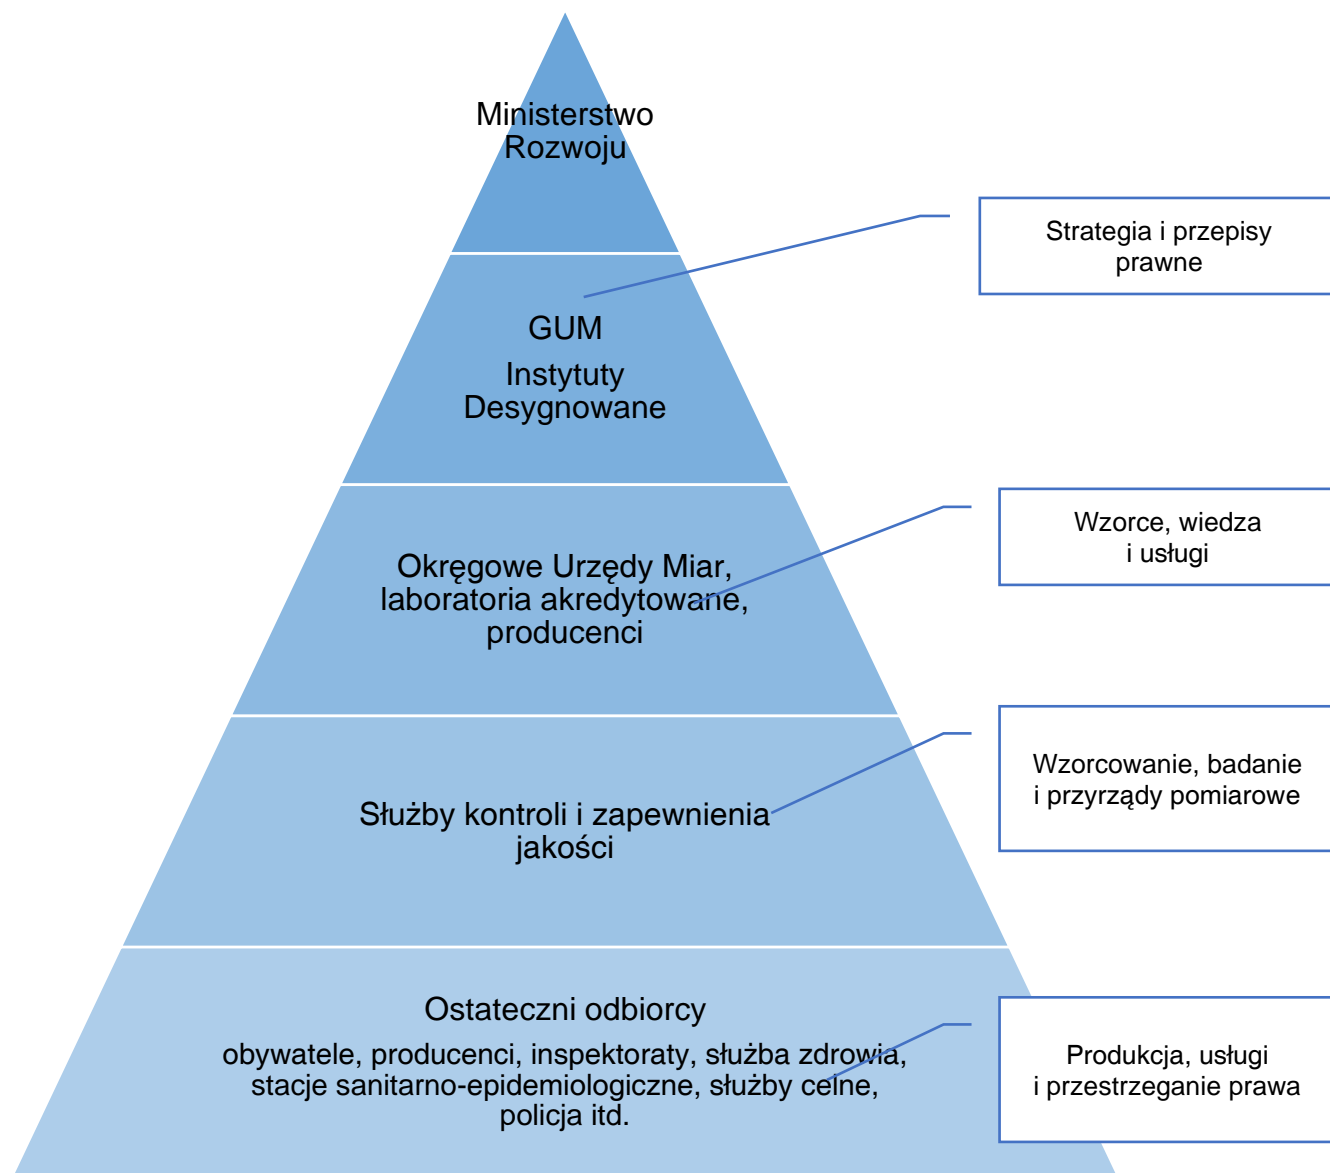 Ministerstwo
Rozwoju
Strategia i przepisy
prawne
GUM
Instytuty
Desygnowane
Wzorce, wiedza
i usługi
Okręgowe Urzędy Miar,
laboratoria akredytowane,
producenci
Wzorcowanie, badanie
i przyrządy pomiarowe
Służby kontroli i zapewnienia
jakości
Ostateczni odbiorcy
obywatele, producenci, inspektoraty, służba zdrowia,
stacje sanitarno-epidemiologiczne, służby celne,
policja itd.
Produkcja, usługi
i przestrzeganie prawa